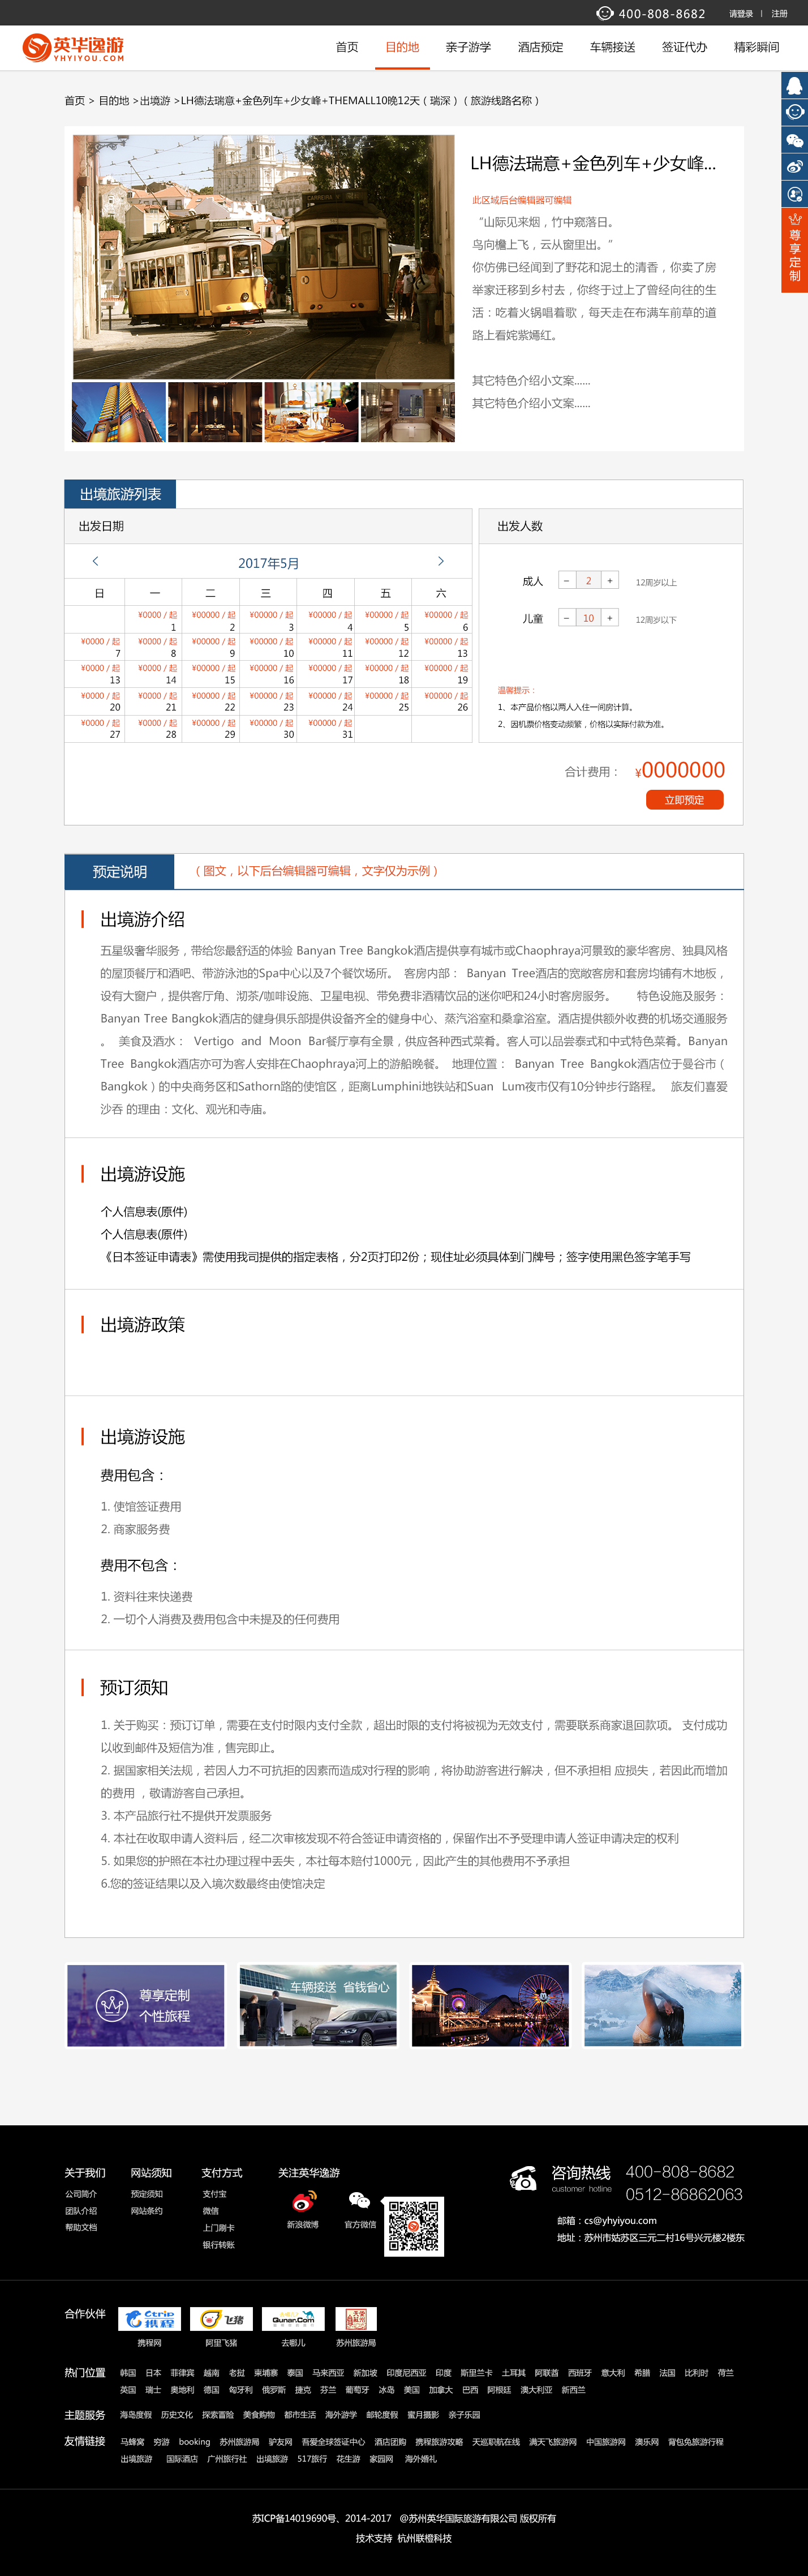 400-808-8682 请登录 | 注册
英华逸游
YHYIYOU.COM
首页 目的地 亲子游学 酒店预定 车辆接送 签证代办 精彩瞬间
首页 > 目的地 >出境游 >LH德法瑞意+金色列车+少女峰+THEMALL10晚12天（瑞深）（旅游线路名称）
尊享定制
LH德法瑞意+金色列车+少女峰...
此区域后台编辑器可编辑
“山际见来烟，竹中窥落日。
鸟向檐上飞，云从窗里出。”
你仿佛已经闻到了野花和泥土的清香，你卖了房
举家迁移到乡村去，你终于过上了曾经向往的生
活：吃着火锅唱着歌，每天走在布满车前草的道
路上看姹紫嫣红。
其它特色介绍小文案......
其它特色介绍小文案......
出境旅游列表
出发日期
2017年5月
日 一 二 三 四 五 六
¥0000 / 起 ¥00000 / 起 ¥00000 / 起 ¥00000 / 起 ¥00000 / 起 ¥00000 / 起
1 2 3 4 5 6
¥0000 / 起 ¥0000 / 起 ¥00000 / 起 ¥00000 / 起 ¥00000 / 起 ¥00000 / 起 ¥00000 / 起
7 8 9 10 11 12 13
¥0000 / 起 ¥0000 / 起 ¥00000 / 起 ¥00000 / 起 ¥00000 / 起 ¥00000 / 起 ¥00000 / 起
13 14 15 16 17 18 19
¥0000 / 起 ¥0000 / 起 ¥00000 / 起 ¥00000 / 起 ¥00000 / 起 ¥00000 / 起 ¥00000 / 起
20 21 22 23 24 25 26
¥0000 / 起 ¥0000 / 起 ¥00000 / 起 ¥00000 / 起 ¥00000 / 起
27 28 29 30 31
出发人数
成人 − 2 + 12周岁以上
儿童 − 10 + 12周岁以下
温馨提示：
1、本产品价格以两人入住一间房计算。
2、因机票价格变动频繁，价格以实际付款为准。
合计费用： ¥0000000
立即预定
预定说明
（图文，以下后台编辑器可编辑，文字仅为示例）
出境游介绍
五星级奢华服务，带给您最舒适的体验 Banyan Tree Bangkok酒店提供享有城市或Chaophraya河景致的豪华客房、独具风格
的屋顶餐厅和酒吧、带游泳池的Spa中心以及7个餐饮场所。 客房内部： Banyan Tree酒店的宽敞客房和套房均铺有木地板，
设有大窗户，提供客厅角、沏茶/咖啡设施、卫星电视、带免费非酒精饮品的迷你吧和24小时客房服务。 特色设施及服务：
Banyan Tree Bangkok酒店的健身俱乐部提供设备齐全的健身中心、蒸汽浴室和桑拿浴室。酒店提供额外收费的机场交通服务
。 美食及酒水： Vertigo and Moon Bar餐厅享有全景，供应各种西式菜肴。客人可以品尝泰式和中式特色菜肴。Banyan
Tree Bangkok酒店亦可为客人安排在Chaophraya河上的游船晚餐。 地理位置： Banyan Tree Bangkok酒店位于曼谷市（
Bangkok）的中央商务区和Sathorn路的使馆区，距离Lumphini地铁站和Suan Lum夜市仅有10分钟步行路程。 旅友们喜爱
沙吞 的理由：文化、观光和寺庙。
出境游设施
个人信息表(原件)
个人信息表(原件)
《日本签证申请表》需使用我司提供的指定表格，分2页打印2份；现住址必须具体到门牌号；签字使用黑色签字笔手写
出境游政策
出境游设施
费用包含：
1. 使馆签证费用
2. 商家服务费
费用不包含：
1. 资料往来快递费
2. 一切个人消费及费用包含中未提及的任何费用
预订须知
1. 关于购买：预订订单，需要在支付时限内支付全款，超出时限的支付将被视为无效支付，需要联系商家退回款项。 支付成功
以收到邮件及短信为准，售完即止。
2. 据国家相关法规，若因人力不可抗拒的因素而造成对行程的影响，将协助游客进行解决，但不承担相 应损失，若因此而增加
的费用 ，敬请游客自己承担。
3. 本产品旅行社不提供开发票服务
4. 本社在收取申请人资料后，经二次审核发现不符合签证申请资格的，保留作出不予受理申请人签证申请决定的权利
5. 如果您的护照在本社办理过程中丢失，本社每本赔付1000元，因此产生的其他费用不予承担
6.您的签证结果以及入境次数最终由使馆决定
尊享定制
个性旅程
车辆接送 省钱省心
关于我们 网站须知 支付方式 关注英华逸游
公司简介 预定须知 支付宝
团队介绍 网站条约 微信
帮助文档 上门刷卡
银行转账
新浪微博 官方微信
咨询热线 400-808-8682
customer hotline 0512-86862063
邮箱：cs@yhyiyou.com
地址：苏州市姑苏区三元二村16号兴元楼2楼东
合作伙伴
Ctrip 携程 飞猪 Qunar.Com
携程网 阿里飞猪 去哪儿 苏州旅游局
热门位置 韩国 日本 菲律宾 越南 老挝 柬埔寨 泰国 马来西亚 新加坡 印度尼西亚 印度 斯里兰卡 土耳其 阿联酋 西班牙 意大利 希腊 法国 比利时 荷兰
英国 瑞士 奥地利 德国 匈牙利 俄罗斯 捷克 芬兰 葡萄牙 冰岛 美国 加拿大 巴西 阿根廷 澳大利亚 新西兰
主题服务 海岛度假 历史文化 探索冒险 美食购物 都市生活 海外游学 邮轮度假 蜜月摄影 亲子乐园
友情链接 马蜂窝 穷游 booking 苏州旅游局 驴友网 吾爱全球签证中心 酒店团购 携程旅游攻略 天巡职航在线 满天飞旅游网 中国旅游网 澳乐网 背包兔旅游行程
出境旅游 国际酒店 广州旅行社 出境旅游 517旅行 花生游 家园网 海外婚礼
苏ICP备14019690号、2014-2017 @苏州英华国际旅游有限公司 版权所有
技术支持 杭州联橙科技